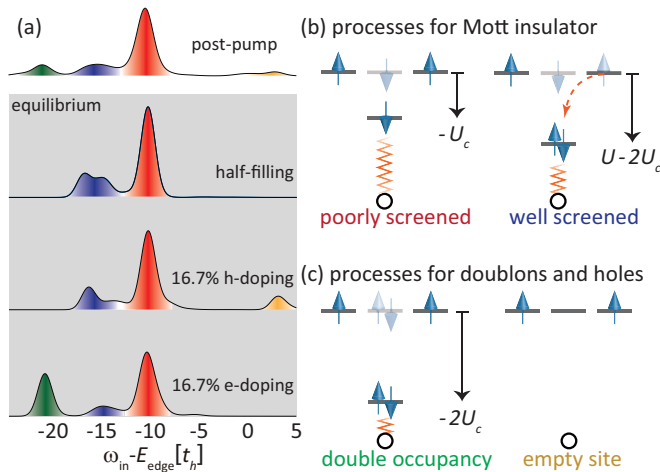 (a)
post-pump
equilibrium
half-filling
16.7% h-doping
16.7% e-doping
-20 -15 -10 -5 0 5
ω_in-E_edge[t_h]
(b) processes for Mott insulator
-U_c
U-2U_c
poorly screened
well screened
(c) processes for doublons and holes
-2U_c
double occupancy
empty site